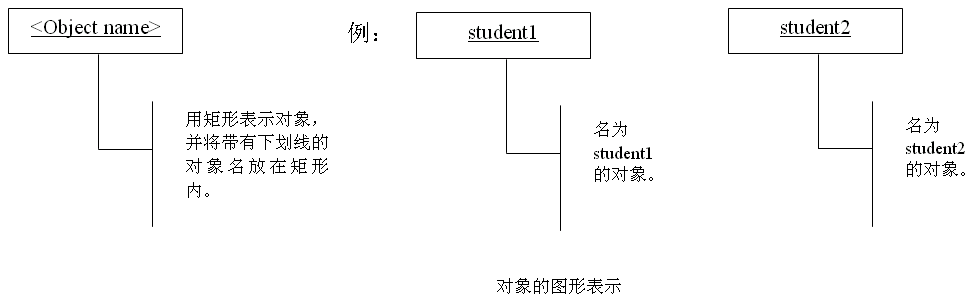 <Object name>
例：
student1
student2
用矩形表示对象，
并将带有下划线的
对象名放在矩形
内。
名为
student1
的对象。
名为
student2
的对象。
对象的图形表示